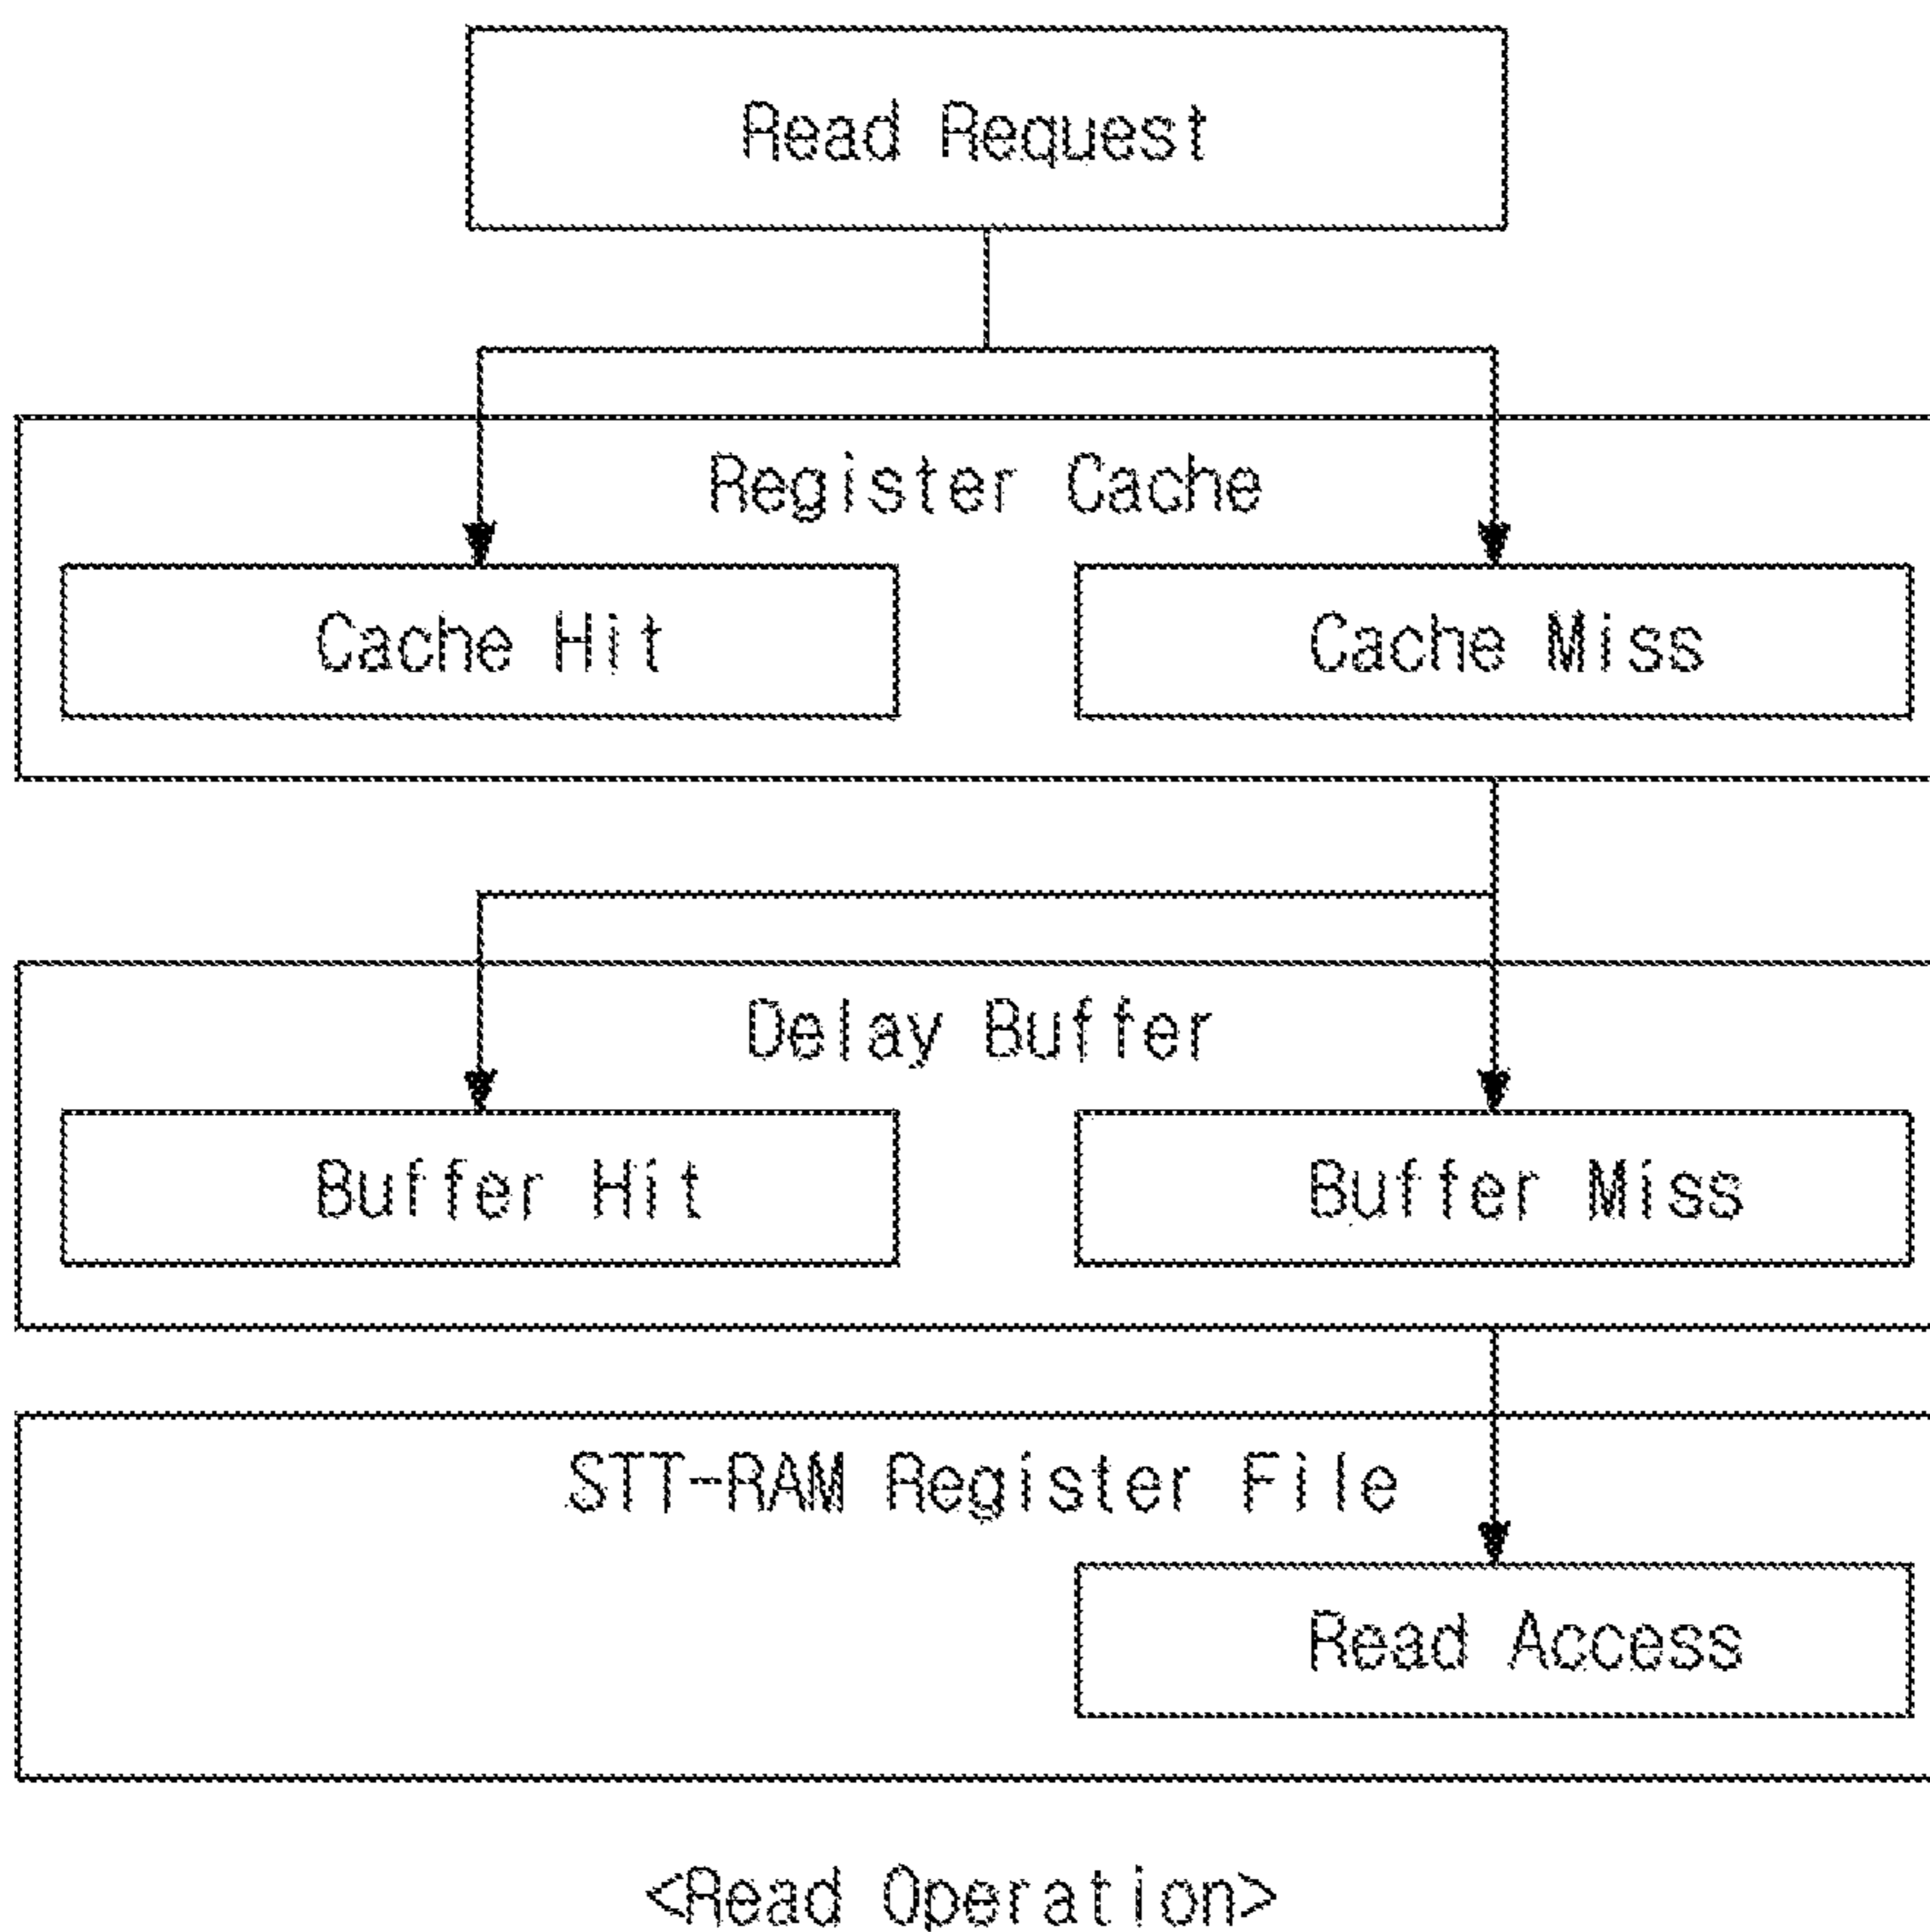 Read Request
Register Cache
Cache Hit
Cache Miss
Delay Buffer
Buffer Hit
Buffer Miss
STT-RAM Register File
Read Access
<Read Operation>